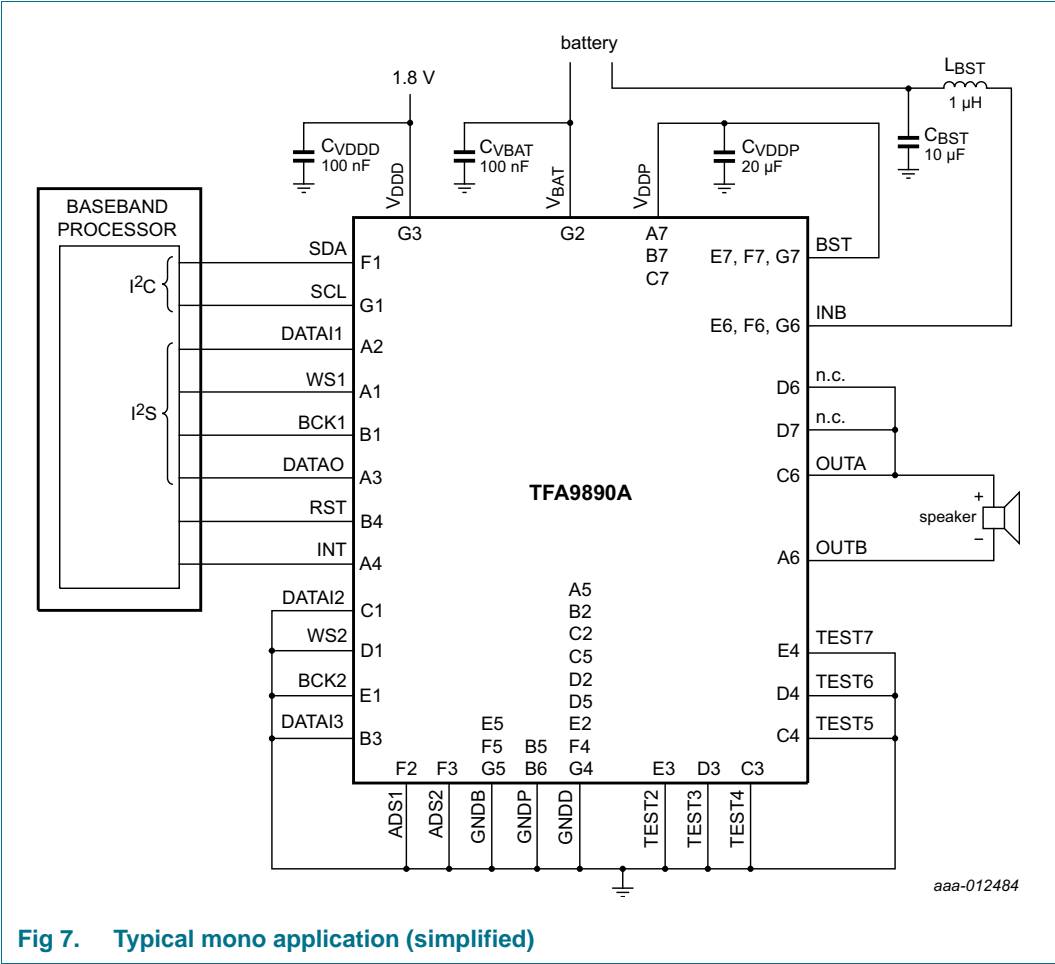 battery
1.8 V
LBST
1 μH
CVDDD
100 nF
CVBAT
100 nF
CVDDP
20 μF
CBST
10 μF
VDDD
VBAT
VDDP
BASEBAND
PROCESSOR
I2C
I2S
SDA
SCL
DATAI1
WS1
BCK1
DATAO
RST
INT
DATAI2
WS2
BCK2
DATAI3
F1
G1
A2
A1
B1
A3
B4
A4
C1
D1
E1
B3
G3
G2
A7
B7
C7
E7, F7, G7
BST
E6, F6, G6
INB
D6
n.c.
D7
n.c.
C6
OUTA
A6
OUTB
+
speaker
−
TFA9890A
E4
TEST7
D4
TEST6
C4
TEST5
A5
B2
C2
C5
D2
D5
E2
F4
G4
E5
F5
G5
B5
B6
F2
F3
E3
D3
C3
ADS1
ADS2
GNDB
GNDP
GNDD
TEST2
TEST3
TEST4
aaa-012484
Fig 7. Typical mono application (simplified)